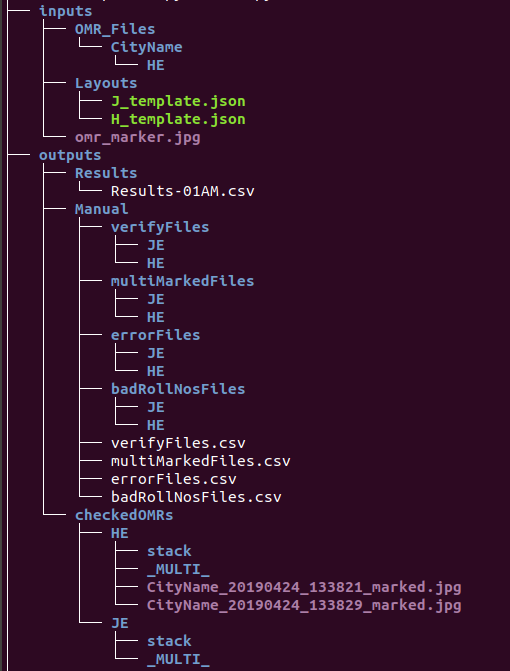 inputs
OMR_Files
CityName
HE
Layouts
J_template.json
H_template.json
omr_marker.jpg
outputs
Results
Results-01AM.csv
Manual
verifyFiles
JE
HE
multiMarkedFiles
JE
HE
errorFiles
JE
HE
badRollNosFiles
JE
HE
verifyFiles.csv
multiMarkedFiles.csv
errorFiles.csv
badRollNosFiles.csv
checkedOMRs
HE
stack
_MULTI_
CityName_20190424_133821_marked.jpg
CityName_20190424_133829_marked.jpg
JE
stack
_MULTI_